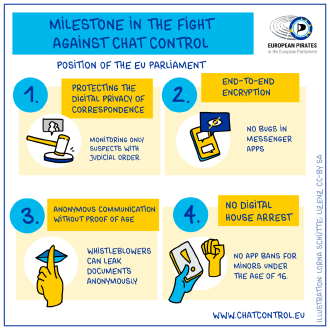 MILESTONE IN THE FIGHT
AGAINST CHAT CONTROL
EUROPEAN PIRATES
in the European Parliament
POSITION OF THE EU PARLIAMENT
1.
PROTECTING THE
DIGITAL PRIVACY OF
CORRESPONDENCE
MONITORING ONLY
SUSPECTS WITH
JUDICIAL ORDER
2.
END-TO-END
ENCRYPTION
NO BUGS IN
MESSENGER
APPS
3.
ANONYMOUS COMMUNICATION
WITHOUT PROOF OF AGE
WHISTLEBLOWERS
CAN LEAK
DOCUMENTS
ANONYMOUSLY
4.
NO DIGITAL
HOUSE ARREST
NO APP BANS FOR
MINORS UNDER
THE AGE OF 16.
WWW.CHATCONTROL.EU
ILLUSTRATION: LORNA SCHÜTTE, LIZENZ: CC-BY SA